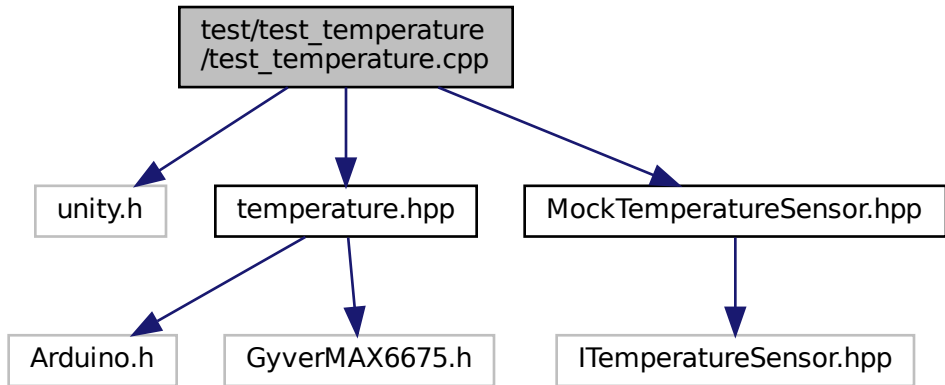 test/test_temperature
/test_temperature.cpp
unity.h
temperature.hpp
MockTemperatureSensor.hpp
Arduino.h
GyverMAX6675.h
ITemperatureSensor.hpp